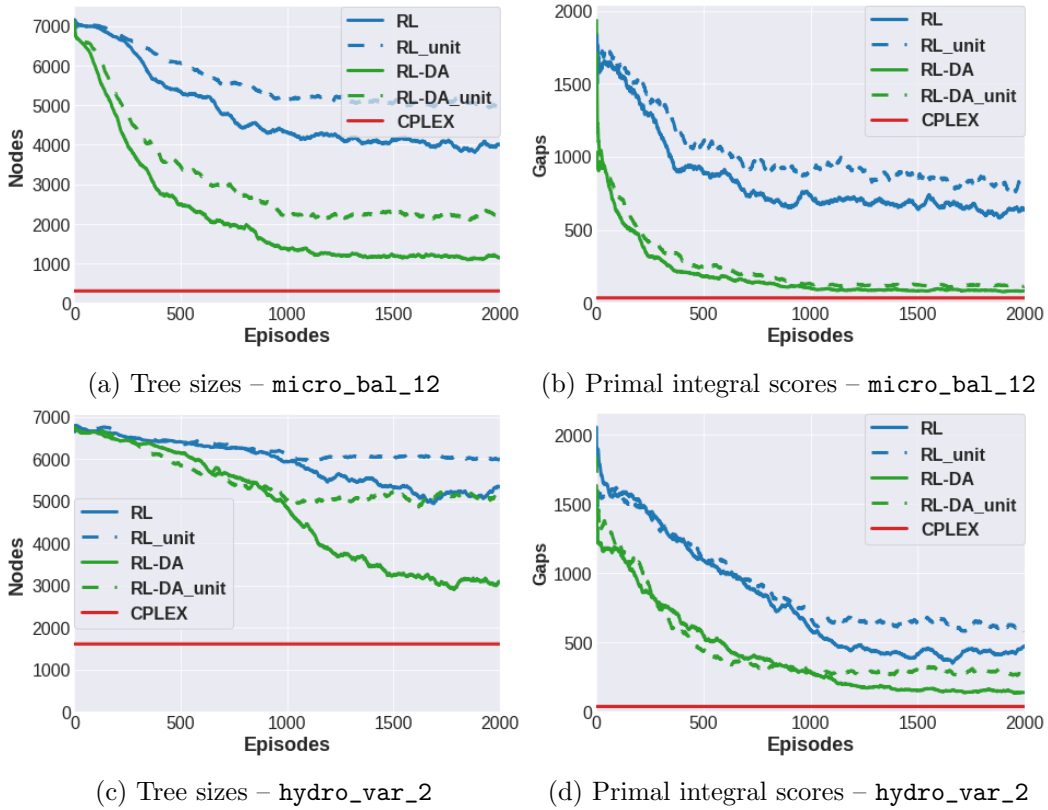 7000
6000
5000
4000
3000
2000
1000
0
Nodes
0 500 1000 1500 2000
Episodes
RL
RL_unit
RL-DA
RL-DA_unit
CPLEX
(a) Tree sizes – micro_bal_12
2000
1500
1000
500
0
Gaps
0 500 1000 1500 2000
Episodes
RL
RL_unit
RL-DA
RL-DA_unit
CPLEX
(b) Primal integral scores – micro_bal_12
7000
6000
5000
4000
3000
2000
1000
0
Nodes
0 500 1000 1500 2000
Episodes
RL
RL_unit
RL-DA
RL-DA_unit
CPLEX
(c) Tree sizes – hydro_var_2
2000
1500
1000
500
0
Gaps
0 500 1000 1500 2000
Episodes
RL
RL_unit
RL-DA
RL-DA_unit
CPLEX
(d) Primal integral scores – hydro_var_2